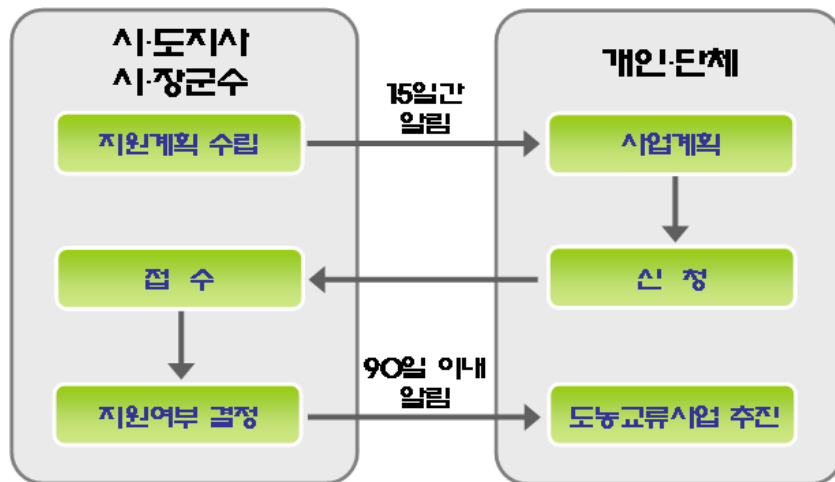 시·도지사
시·장군수
지원계획 수립
15일간
알림
개인·단체
사업계획
접 수
신 청
지원여부 결정
90일 이내
알림
도농교류사업 추진